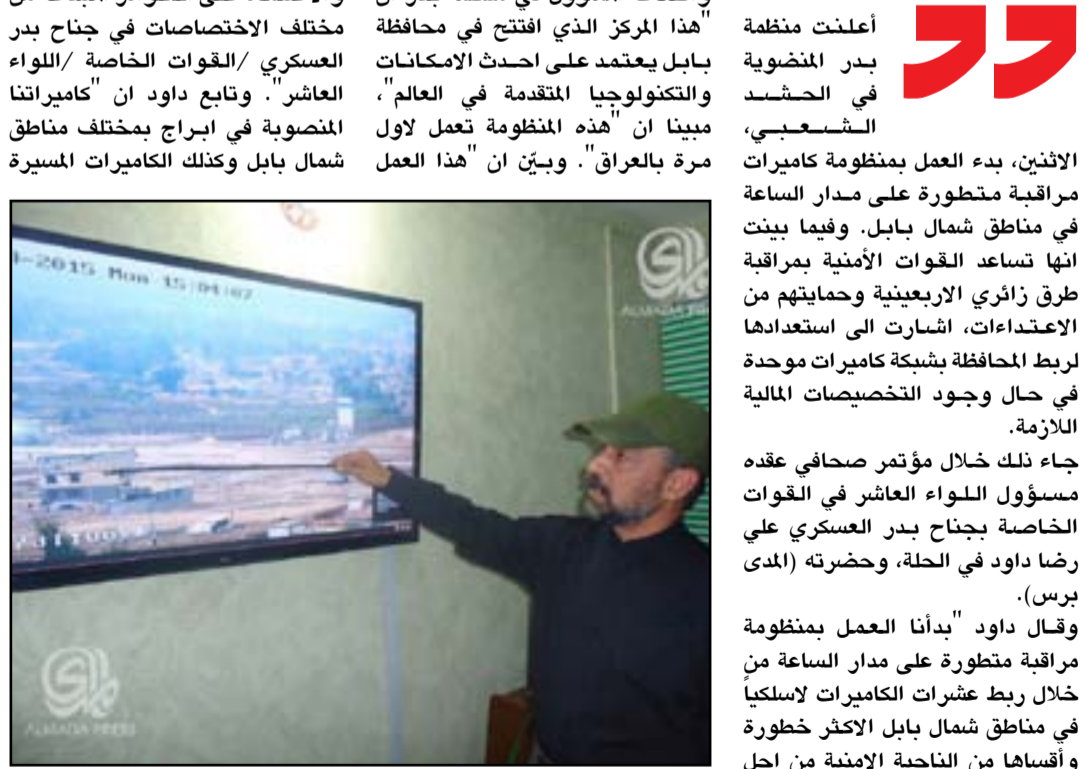 أعلنت منظمة
بدر المنضوية
في الحشد
الشعبي،
الاثنين، بدء العمل بمنظومة كاميرات
مراقبة متطورة على مدار الساعة
في مناطق شمال بابل. وفيما بينت
انها تساعد القوات الأمنية بمراقبة
طرق زائري الاربعينية وحمايتهم من
الاعتداءات، اشارت الى استعدادها
لربط المحافظة بشبكة كاميرات موحدة
في حال وجود التخصيصات المالية
اللازمة.
جاء ذلك خلال مؤتمر صحافي عقده
مسؤول اللواء العاشر في القوات
الخاصة بجناح بدر العسكري علي
رضا داود في الحلة، وحضرته (المدى
برس).
وقال داود "بدأنا العمل بمنظومة
مراقبة متطورة على مدار الساعة من
خلال ربط عشرات الكاميرات لاسلكياً
في مناطق شمال بابل الاكثر خطورة
وأقساها من الناحية الامنية من اجل
"هذا المركز الذي افتتح في محافظة
بابل يعتمد على احدث الامكانات
والتكنولوجيا المتقدمة في العالم"،
مبينا ان "هذه المنظومة تعمل لاول
مرة بالعراق". وبيّن ان "هذا العمل
مختلف الاختصاصات في جناح بدر
العسكري /القوات الخاصة /اللواء
العاشر". وتابع داود ان "كاميراتنا
المنصوبة في ابراج بمختلف مناطق
شمال بابل وكذلك الكاميرات المسيرة
-2015 Mon 15:04:07
ALMADA PRESS
ALMADA PRESS